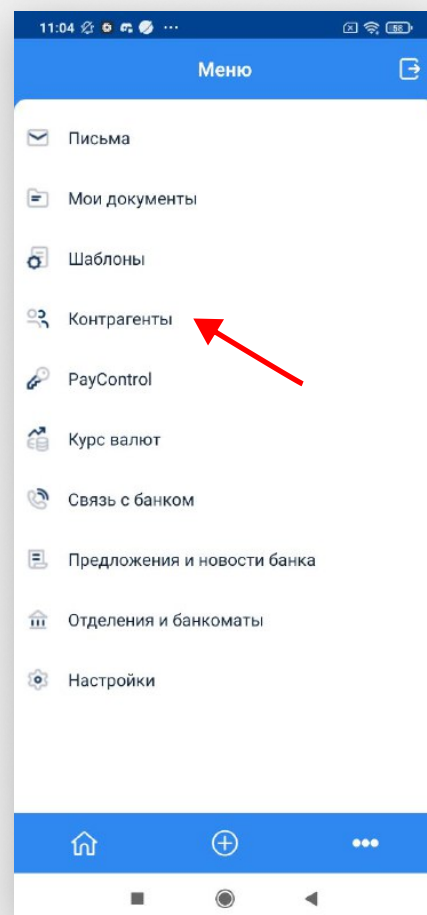 11:04
58
Меню
Письма
Мои документы
Шаблоны
Контрагенты
PayControl
Курс валют
Связь с банком
Предложения и новости банка
Отделения и банкоматы
Настройки